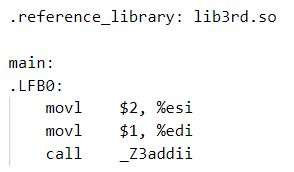 .reference_library: lib3rd.so
main:
.LFB0:
movl $2, %esi
movl $1, %edi
call _Z3addii